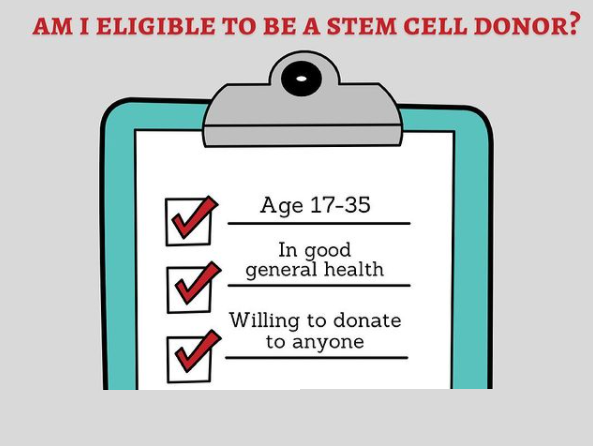 AM I ELIGIBLE TO BE A STEM CELL DONOR?
Age 17-35
In good
general health
Willing to donate
to anyone